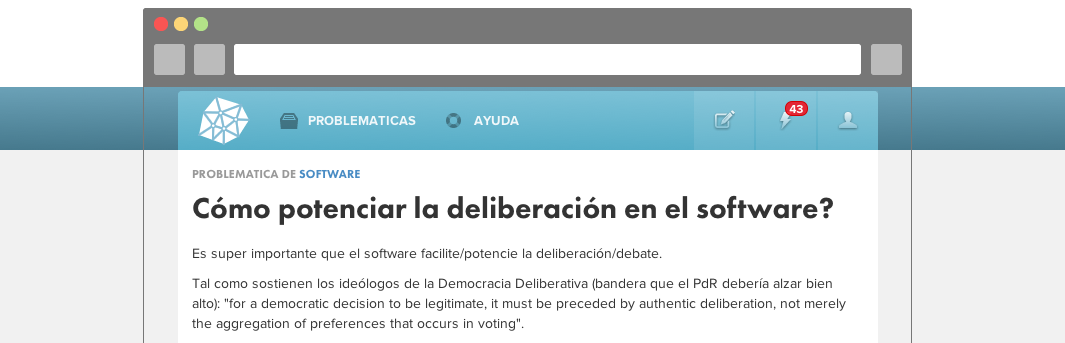 PROBLEMATICAS
AYUDA
43
PROBLEMATICA DE SOFTWARE
Cómo potenciar la deliberación en el software?
Es super importante que el software facilite/potencie la deliberación/debate.
Tal como sostienen los ideólogos de la Democracia Deliberativa (bandera que el PdR debería alzar bien
alto): "for a democratic decision to be legitimate, it must be preceded by authentic deliberation, not merely
the aggregation of preferences that occurs in voting".